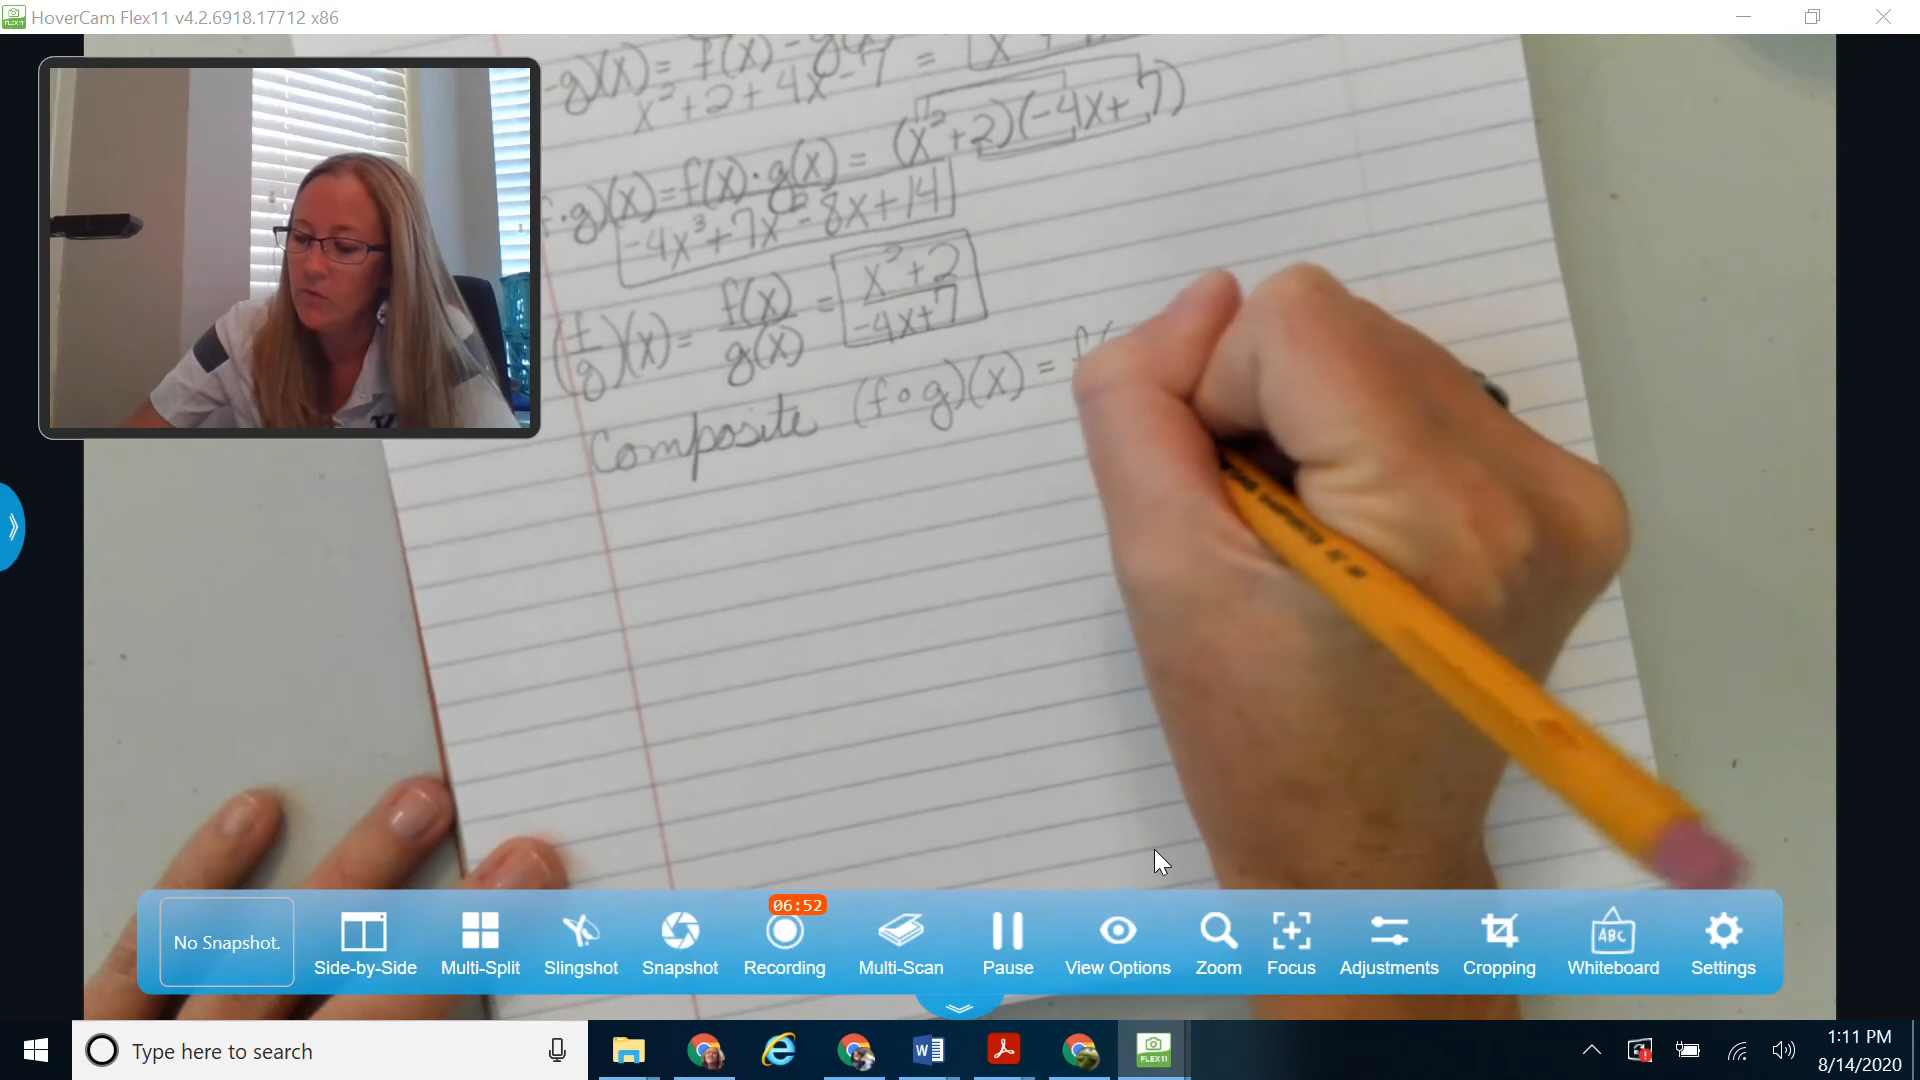 HoverCam Flex11 v4.2.6918.17712 x86
-g)(x) = f(x) - g(x)
x² + 2 + 4x - 7 =
·g)(x) = f(x)·g(x) = (x² + 2)(-4x + 7)
-4x³ + 7x² - 8x + 14
(f/g)(x) = f(x)/g(x) = x² + 2/-4x + 7
Composite (f∘g)(x) = f(
06:52
No Snapshot.
Side-by-Side Multi-Split Slingshot Snapshot Recording Multi-Scan Pause View Options Zoom Focus Adjustments Cropping Whiteboard Settings
ABC
Type here to search
FLEX11
1:11 PM
8/14/2020